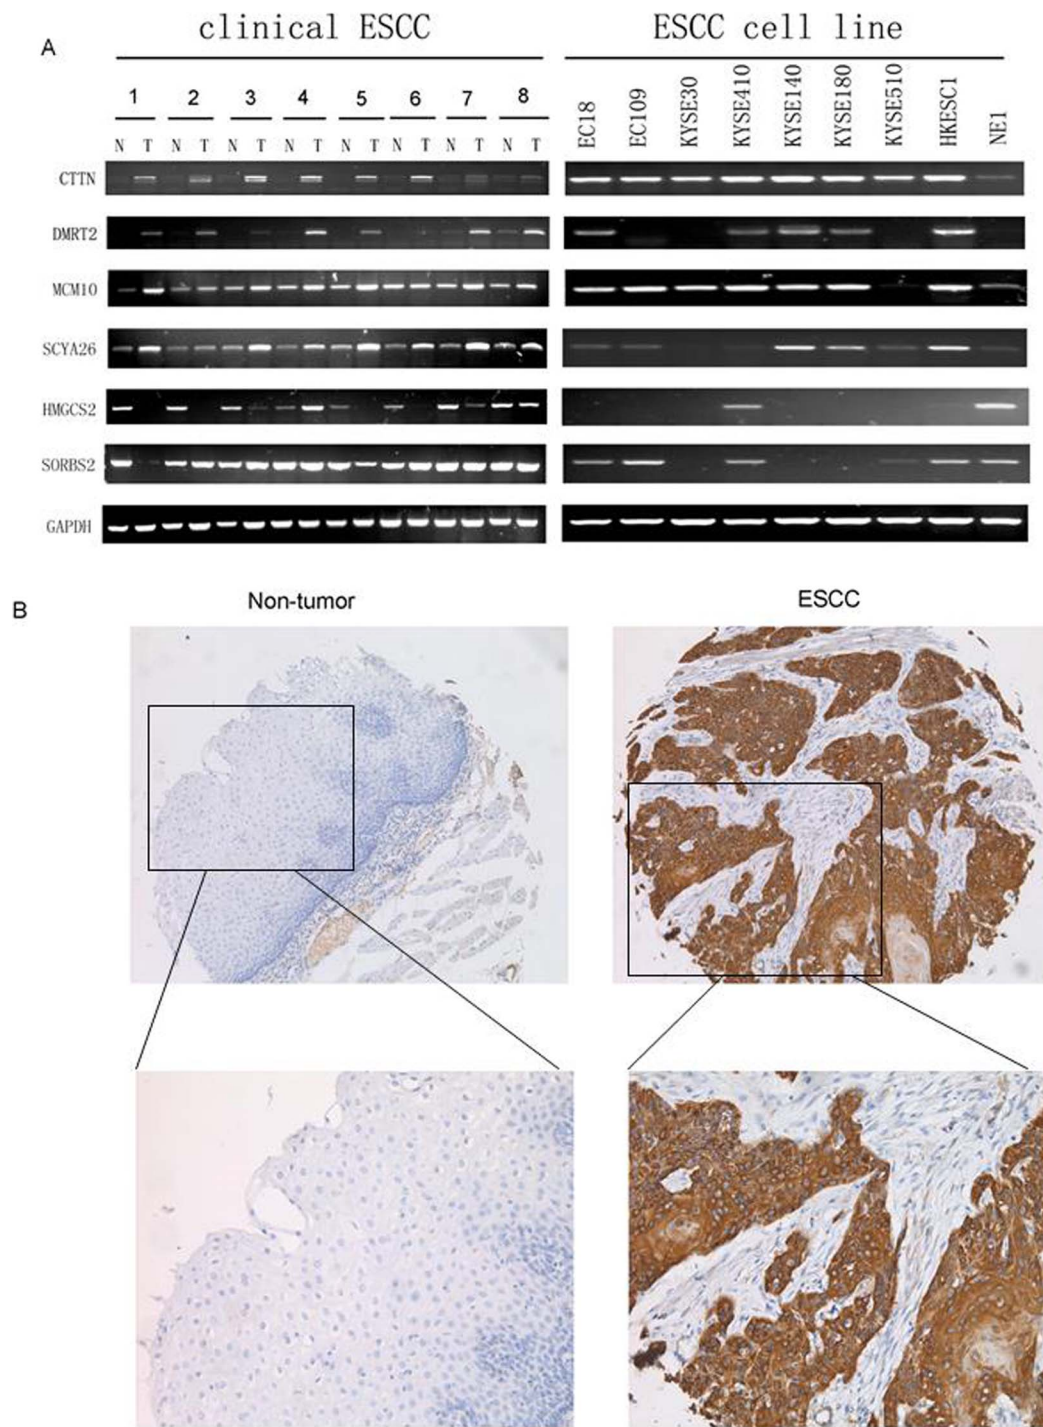 A
clinical ESCC
ESCC cell line
1 2 3 4 5 6 7 8
EC18 EC109 KYSE30 KYSE410 KYSE140 KYSE180 KYSE510 HKESC1 NE1
N T N T N T N T N T N T N T N T
CTTN
DMRT2
MCM10
SCYA26
HMGCS2
SORBS2
GAPDH
B
Non-tumor
ESCC